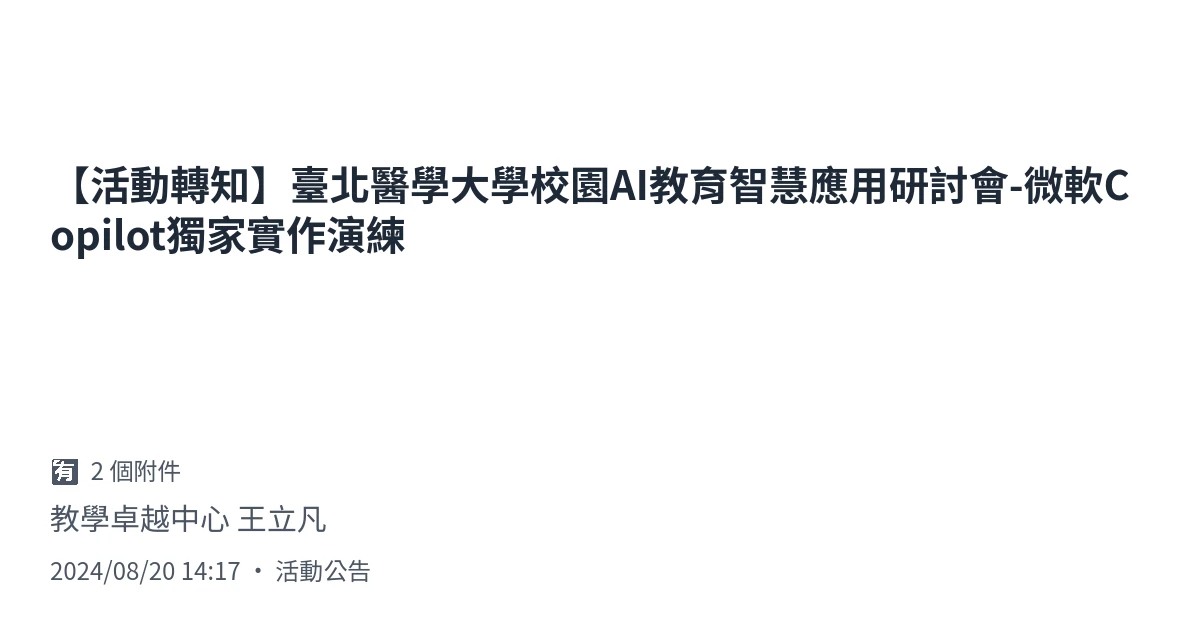 【活動轉知】臺北醫學大學校園AI教育智慧應用研討會-微軟C
opilot獨家實作演練
有 2 個附件
教學卓越中心 王立凡
2024/08/20 14:17 • 活動公告